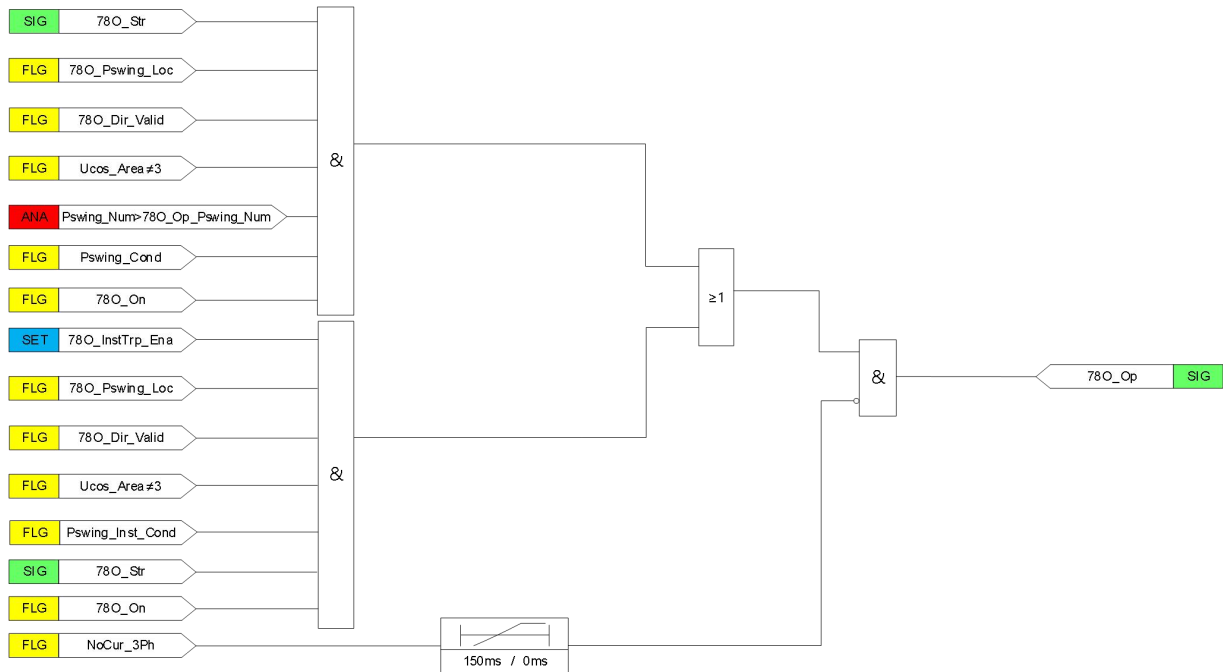 SIG 78O_Str
FLG 78O_Pswing_Loc
FLG 78O_Dir_Valid
FLG Ucos_Area≠3
&
ANA Pswing_Num>78O_Op_Pswing_Num
FLG Pswing_Cond
FLG 78O_On
≥1
SET 78O_InstTrp_Ena
FLG 78O_Pswing_Loc
&
78O_Op SIG
FLG 78O_Dir_Valid
&
FLG Ucos_Area≠3
FLG Pswing_Inst_Cond
SIG 78O_Str
FLG 78O_On
FLG NoCur_3Ph
150ms / 0ms